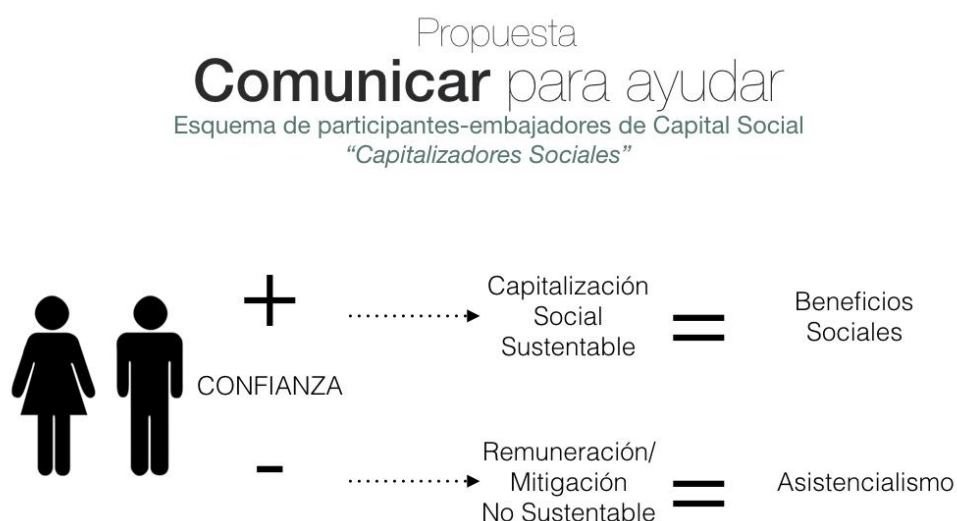 Propuesta
Comunicar para ayudar
Esquema de participantes-embajadores de Capital Social
“Capitalizadores Sociales”
+
Capitalización
Social
Sustentable
=
Beneficios
Sociales
CONFIANZA
-
Remuneración/
Mitigación
No Sustentable
=
Asistencialismo